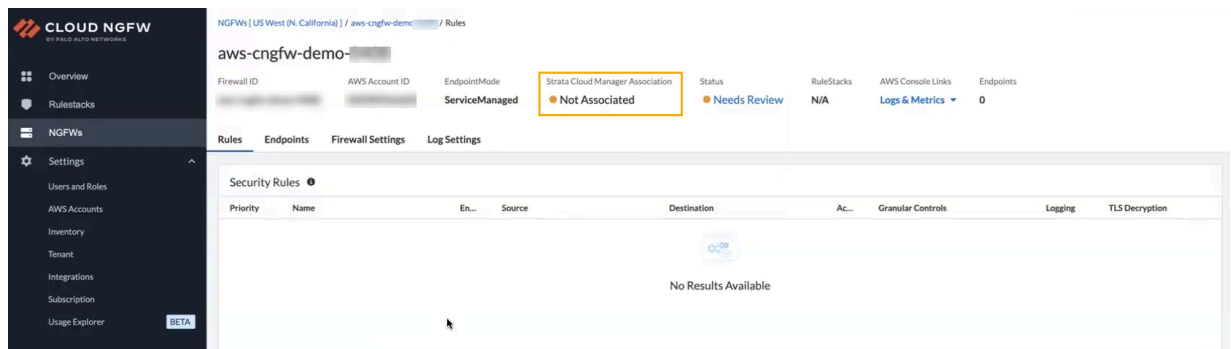 CLOUD NGFW
BY PALO ALTO NETWORKS
Overview
Rulestacks
NGFWs
Settings
Users and Roles
AWS Accounts
Inventory
Tenant
Integrations
Subscription
Usage Explorer BETA
NGFWs [ US West (N. California) ] / aws-cngfw-demo / Rules
aws-cngfw-demo-
Firewall ID AWS Account ID EndpointMode Strata Cloud Manager Association Status RuleStacks AWS Console Links Endpoints
ServiceManaged Not Associated Needs Review N/A Logs & Metrics 0
Rules Endpoints Firewall Settings Log Settings
Security Rules
Priority Name En... Source Destination Ac... Granular Controls Logging TLS Decryption
No Results Available